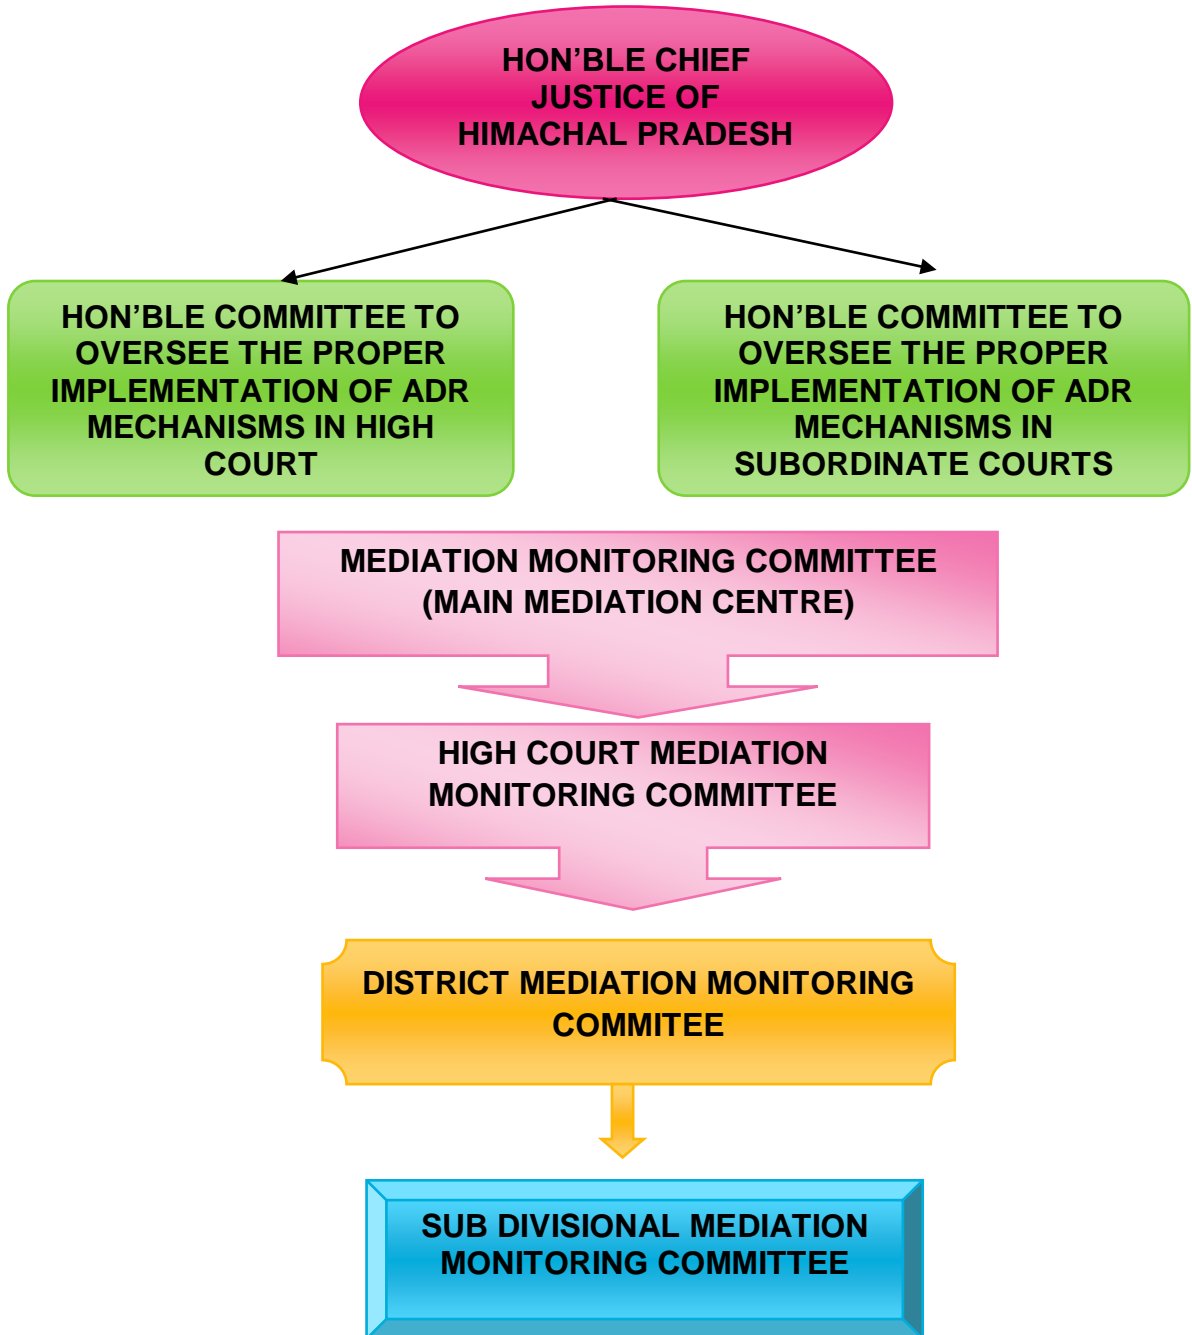 HON’BLE CHIEF
JUSTICE OF
HIMACHAL PRADESH
HON’BLE COMMITTEE TO
OVERSEE THE PROPER
IMPLEMENTATION OF ADR
MECHANISMS IN HIGH
COURT
HON’BLE COMMITTEE TO
OVERSEE THE PROPER
IMPLEMENTATION OF ADR
MECHANISMS IN
SUBORDINATE COURTS
MEDIATION MONITORING COMMITTEE
(MAIN MEDIATION CENTRE)
HIGH COURT MEDIATION
MONITORING COMMITTEE
DISTRICT MEDIATION MONITORING
COMMITEE
SUB DIVISIONAL MEDIATION
MONITORING COMMITTEE